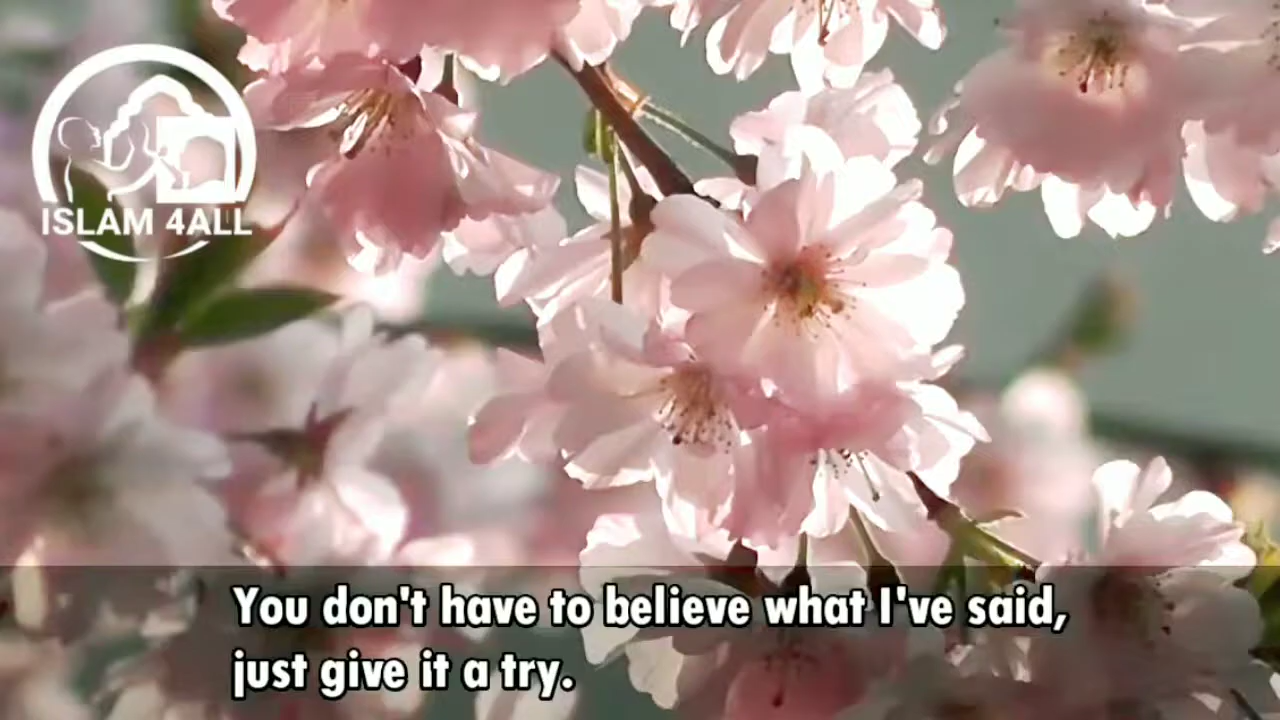 ISLAM 4ALL
You don't have to believe what I've said,
just give it a try.